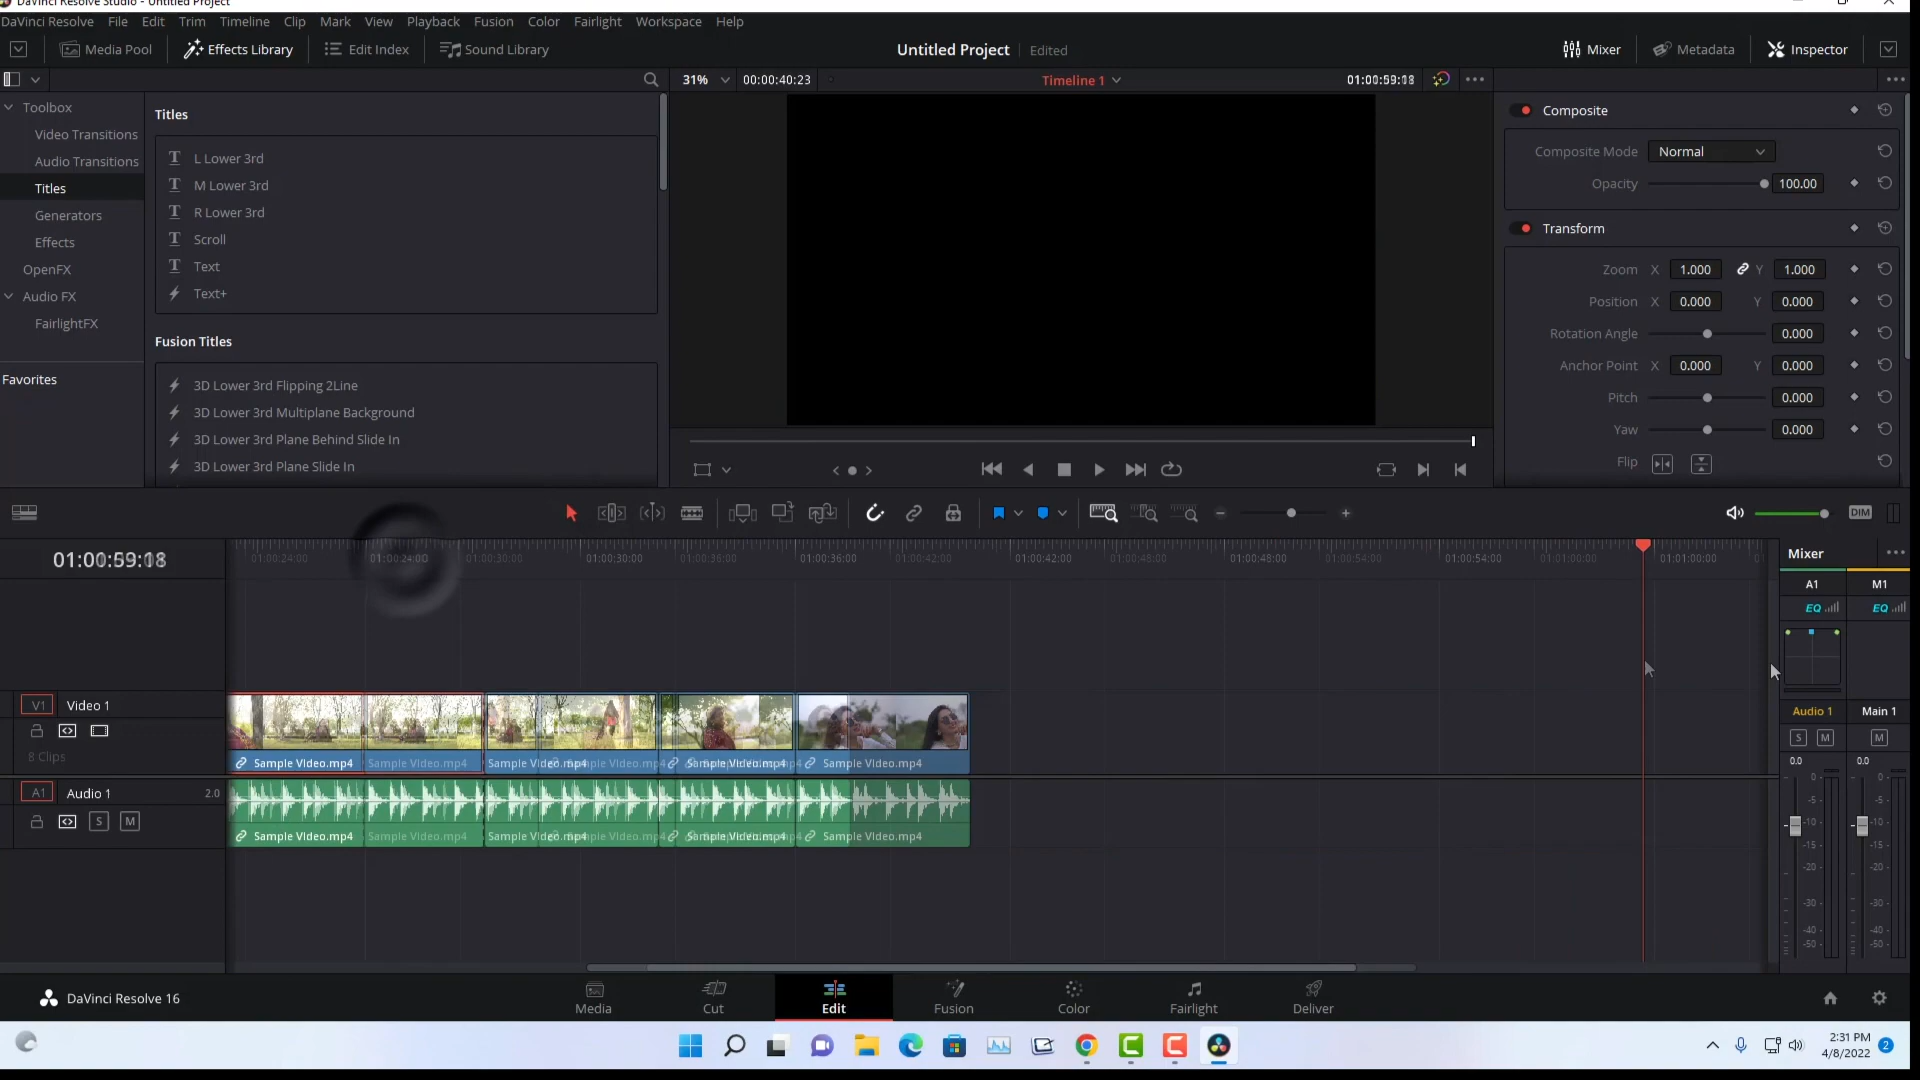 DaVinci Resolve Studio - Untitled Project
DaVinci Resolve File Edit Trim Timeline Clip Mark View Playback Fusion Color Fairlight Workspace Help
Media Pool Effects Library Edit Index Sound Library Untitled Project Edited Mixer Metadata Inspector
31% 00:00:40:23 Timeline 1 01:00:59:18
Toolbox
Video Transitions
Audio Transitions
Titles
Generators
Effects
OpenFX
Audio FX
FairlightFX
Favorites
Titles
L Lower 3rd
M Lower 3rd
R Lower 3rd
Scroll
Text
Text+
Fusion Titles
3D Lower 3rd Flipping 2Line
3D Lower 3rd Multiplane Background
3D Lower 3rd Plane Behind Slide In
3D Lower 3rd Plane Slide In
Composite
Composite Mode Normal
Opacity 100.00
Transform
Zoom X 1.000 Y 1.000
Position X 0.000 Y 0.000
Rotation Angle 0.000
Anchor Point X 0.000 Y 0.000
Pitch 0.000
Yaw 0.000
Flip
DIM
01:00:59:18
01:00:24:00 01:00:24:00 01:00:30:00 01:00:30:00 01:00:36:00 01:00:36:00 01:00:42:00 01:00:42:00 01:00:48:00 01:00:48:00 01:00:54:00 01:00:54:00 01:01:00:00 01:01:00:00
V1 Video 1
8 Clips
Sample VIdeo.mp4 Sample VIdeo.mp4 Sample VIdeo.mp4 Sample VIdeo.mp4 Sample VIdeo.mp4
A1 Audio 1 2.0
S M
Sample VIdeo.mp4 Sample VIdeo.mp4 Sample VIdeo.mp4 Sample VIdeo.mp4 Sample VIdeo.mp4
Mixer
A1 M1
EQ EQ
Audio 1 Main 1
S M M
0.0 0.0
0
-5
-10
-15
-20
-30
-40
-50
0
-5
-10
-15
-20
-30
-40
-50
DaVinci Resolve 16
Media Cut Edit Fusion Color Fairlight Deliver
2:31 PM
4/8/2022
2